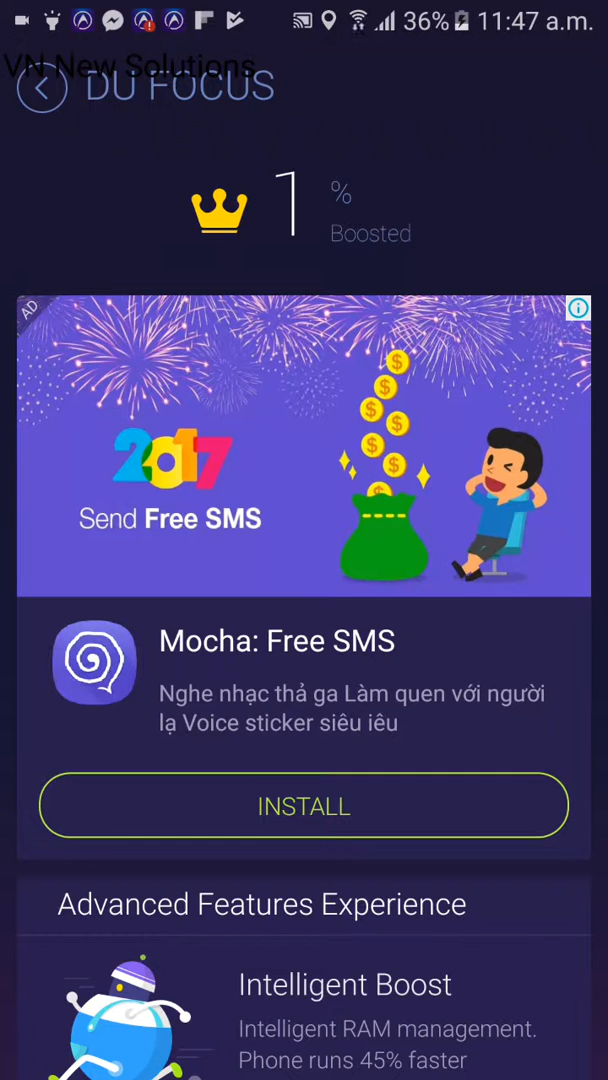 36% 11:47 a.m.
VN New Solutions
DU FOCUS
1 %
Boosted
AD
2017
Send Free SMS
Mocha: Free SMS
Nghe nhạc thả ga Làm quen với người
lạ Voice sticker siêu iêu
INSTALL
Advanced Features Experience
Intelligent Boost
Intelligent RAM management.
Phone runs 45% faster